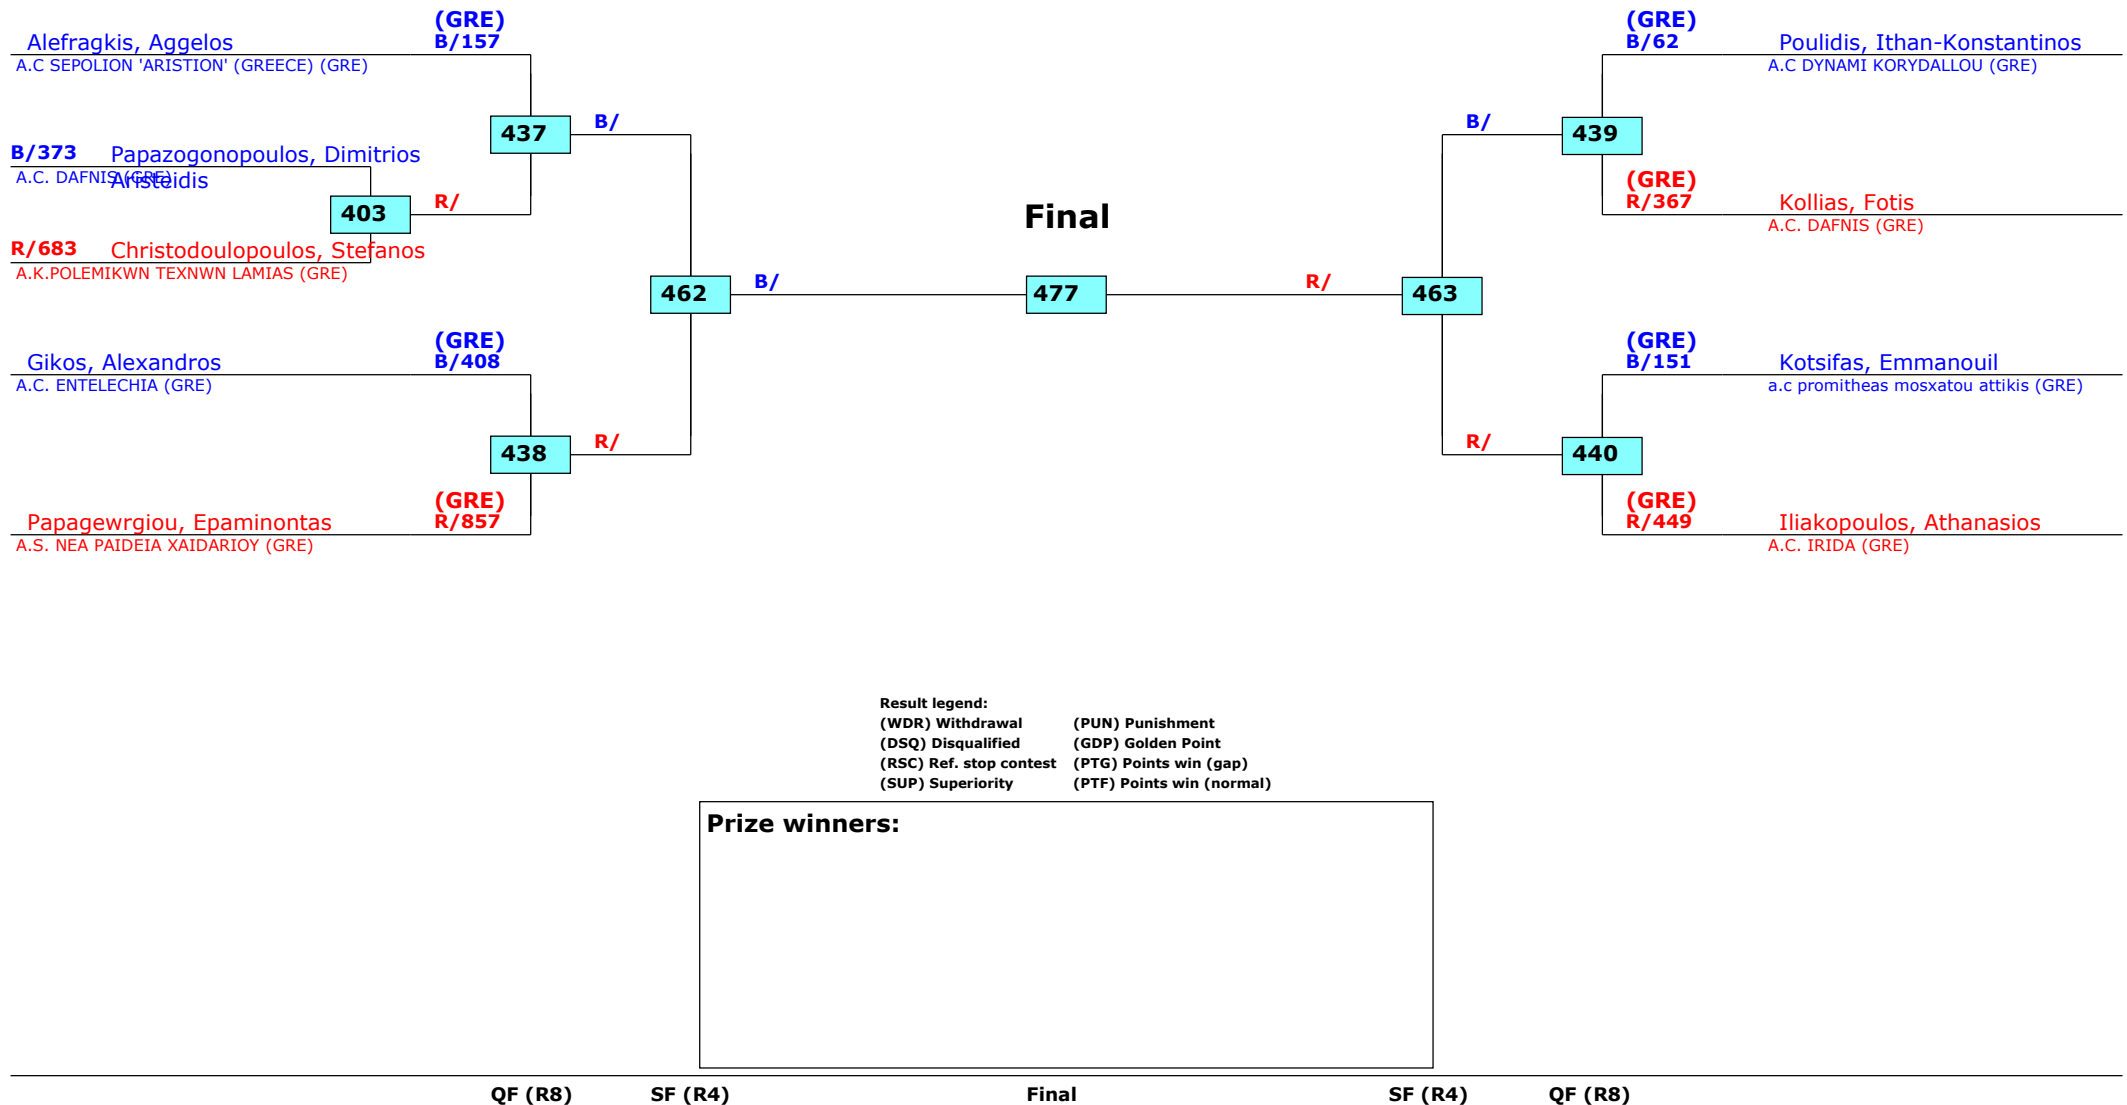 (GRE)
Alefragkis, Aggelos B/157
A.C SEPOLION 'ARISTION' (GREECE) (GRE)
437
B/
B/373 Papazogonopoulos, Dimitrios
Aristeidis
A.C. DAFNIS (GRE)
403
R/
R/683 Christodoulopoulos, Stefanos
A.K.POLEMIKWN TEXNWN LAMIAS (GRE)
462
B/
(GRE)
Gikos, Alexandros B/408
A.C. ENTELECHIA (GRE)
438
R/
(GRE)
Papagewrgiou, Epaminontas R/857
A.S. NEA PAIDEIA XAIDARIOY (GRE)
Final
477
(GRE)
B/62 Poulidis, Ithan-Konstantinos
A.C DYNAMI KORYDALLOU (GRE)
B/
439
(GRE)
R/367 Kollias, Fotis
A.C. DAFNIS (GRE)
R/
463
(GRE)
B/151 Kotsifas, Emmanouil
a.c promitheas mosxatou attikis (GRE)
R/
440
(GRE)
R/449 Iliakopoulos, Athanasios
A.C. IRIDA (GRE)
Result legend:
(WDR) Withdrawal (PUN) Punishment
(DSQ) Disqualified (GDP) Golden Point
(RSC) Ref. stop contest (PTG) Points win (gap)
(SUP) Superiority (PTF) Points win (normal)
Prize winners:
QF (R8) SF (R4) Final SF (R4) QF (R8)